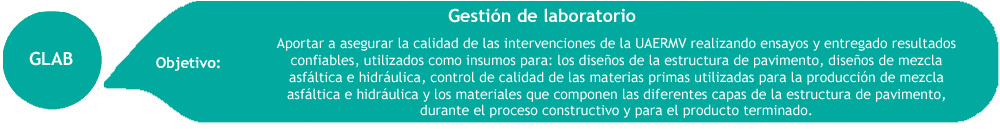 Gestión de laboratorio
GLAB
Objetivo:
Aportar a asegurar la calidad de las intervenciones de la UAERMV realizando ensayos y entregado resultados
confiables, utilizados como insumos para: los diseños de la estructura de pavimento, diseños de mezcla
asfáltica e hidráulica, control de calidad de las materias primas utilizadas para la producción de mezcla
asfáltica e hidráulica y los materiales que componen las diferentes capas de la estructura de pavimento,
durante el proceso constructivo y para el producto terminado.